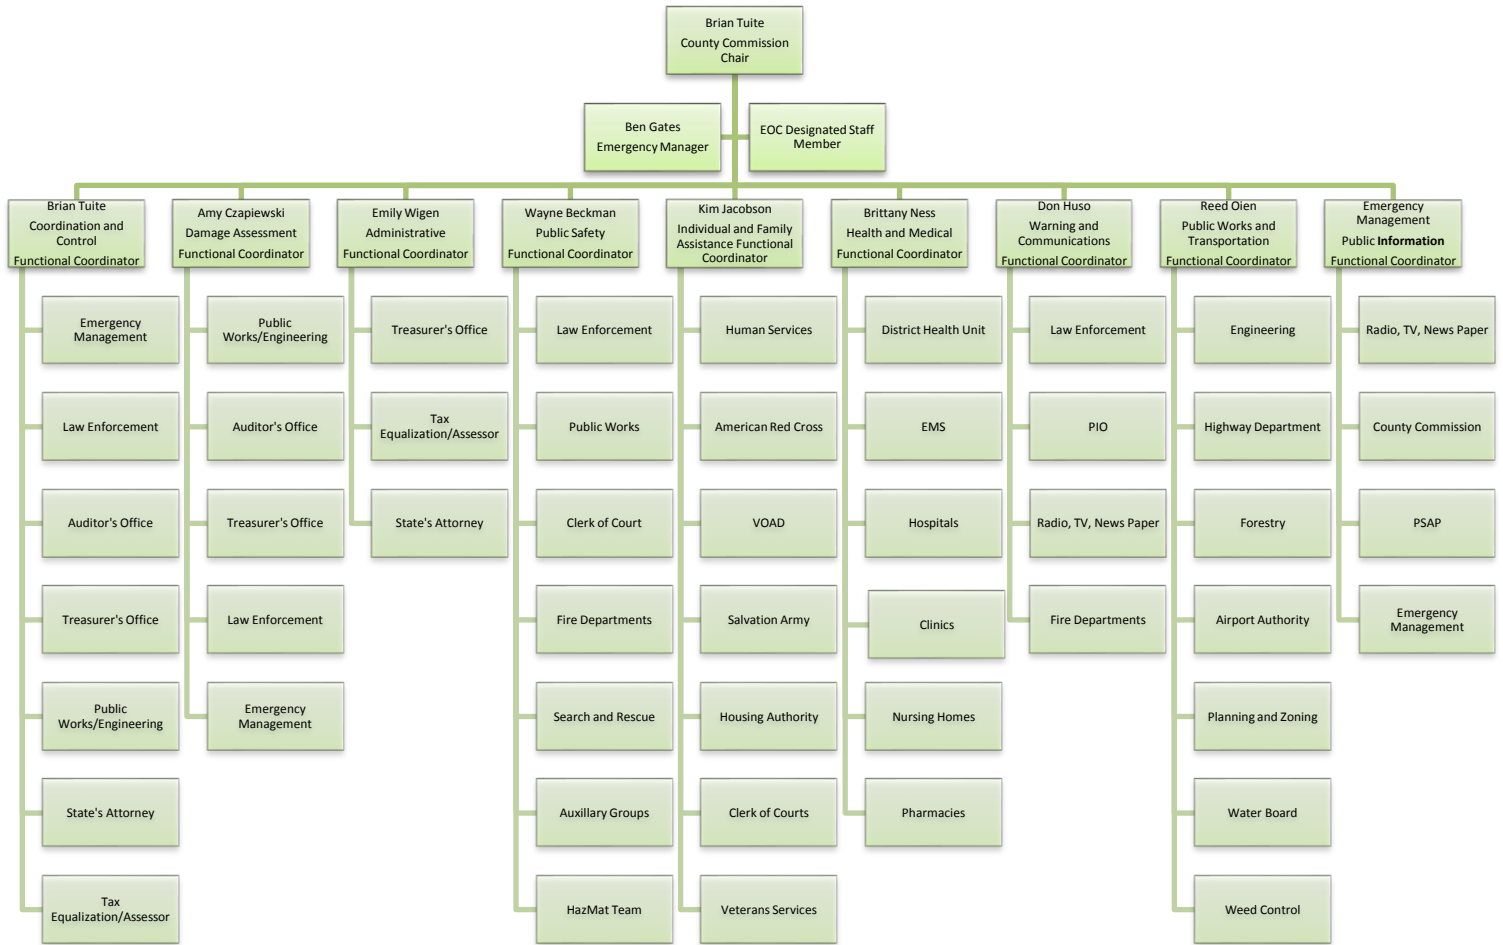 Brian Tuite
County Commission
Chair
Ben Gates
Emergency Manager
EOC Designated Staff
Member
Brian Tuite
Coordination and
Control
Functional Coordinator
Amy Czapiewski
Damage Assessment
Functional Coordinator
Emily Wigen
Administrative
Functional Coordinator
Wayne Beckman
Public Safety
Functional Coordinator
Kim Jacobson
Individual and Family
Assistance Functional
Coordinator
Brittany Ness
Health and Medical
Functional Coordinator
Don Huso
Warning and
Communications
Functional Coordinator
Reed Oien
Public Works and
Transportation
Functional Coordinator
Emergency
Management
Public Information
Functional Coordinator
Emergency
Management
Law Enforcement
Auditor's Office
Treasurer's Office
Public
Works/Engineering
State's Attorney
Tax
Equalization/Assessor
Public
Works/Engineering
Auditor's Office
Treasurer's Office
Law Enforcement
Emergency
Management
Treasurer's Office
Tax
Equalization/Assessor
State's Attorney
Law Enforcement
Public Works
Clerk of Court
Fire Departments
Search and Rescue
Auxillary Groups
HazMat Team
Human Services
American Red Cross
VOAD
Salvation Army
Housing Authority
Clerk of Courts
Veterans Services
District Health Unit
EMS
Hospitals
Clinics
Nursing Homes
Pharmacies
Law Enforcement
PIO
Radio, TV, News Paper
Fire Departments
Engineering
Highway Department
Forestry
Airport Authority
Planning and Zoning
Water Board
Weed Control
Radio, TV, News Paper
County Commission
PSAP
Emergency
Management